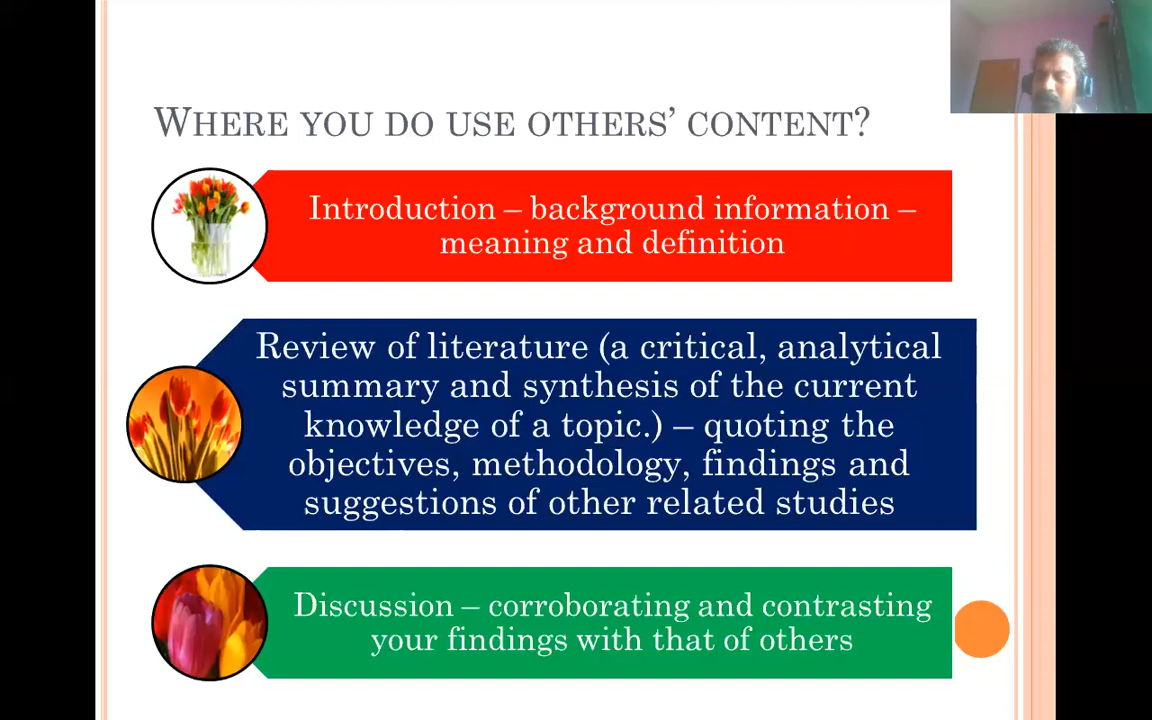 WHERE YOU DO USE OTHERS' CONTENT?
Introduction – background information –
meaning and definition
Review of literature (a critical, analytical
summary and synthesis of the current
knowledge of a topic.) – quoting the
objectives, methodology, findings and
suggestions of other related studies
Discussion – corroborating and contrasting
your findings with that of others